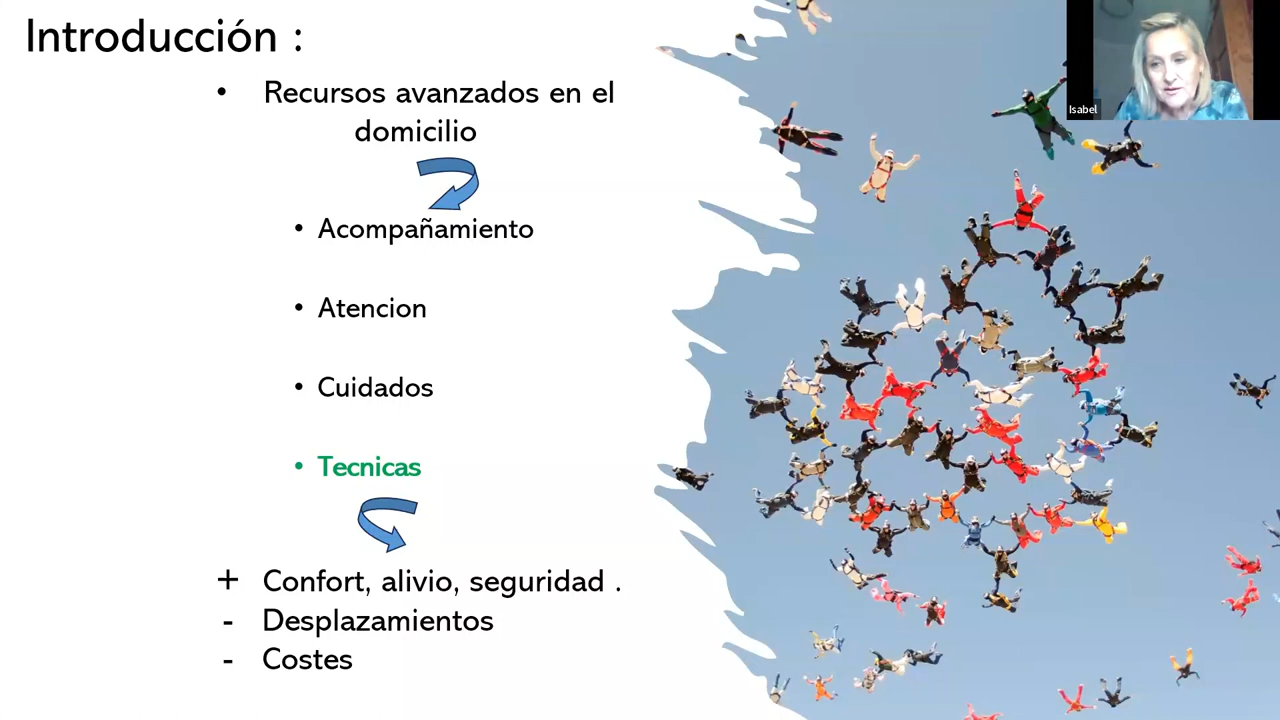 Introducción :
• Recursos avanzados en el
domicilio
• Acompañamiento
• Atencion
• Cuidados
• Tecnicas
+ Confort, alivio, seguridad .
- Desplazamientos
- Costes
Isabel